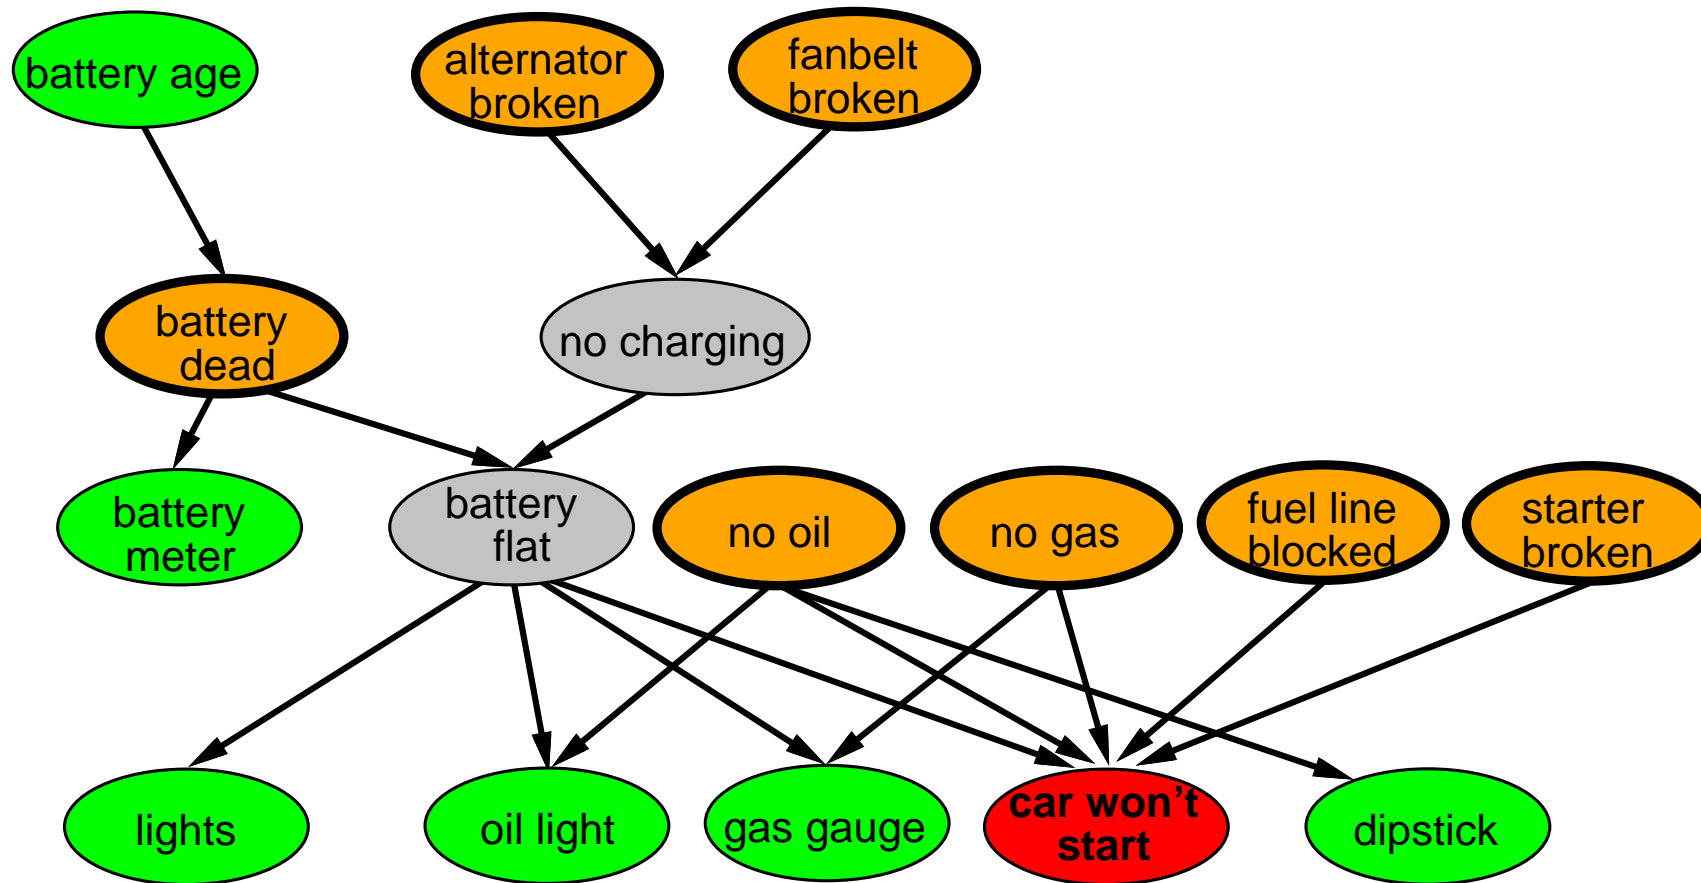 battery age
alternator
broken
fanbelt
broken
battery
dead
no charging
battery
meter
battery
flat
no oil
no gas
fuel line
blocked
starter
broken
lights
oil light
gas gauge
car won't
start
dipstick